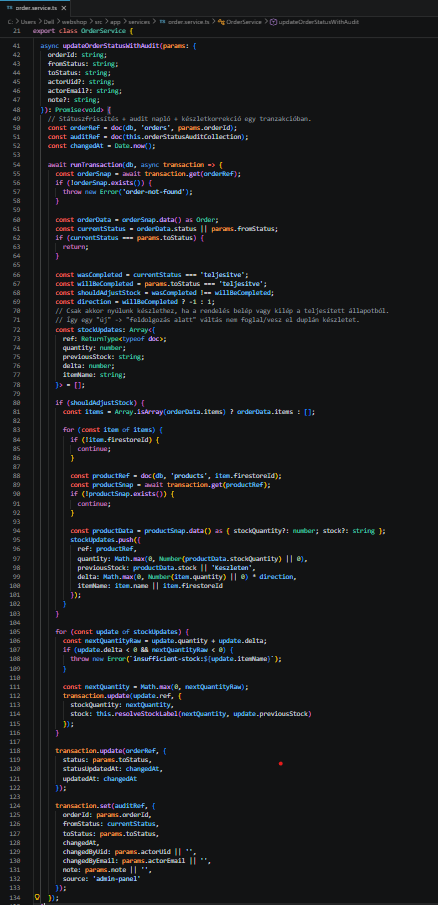 order.service.ts
C: > Users > Dell > webshop > src > app > services > order.service.ts > OrderService > updateOrderStatusWithAudit
21 export class OrderService {
41 async updateOrderStatusWithAudit(params: {
42 orderId: string;
43 fromStatus: string;
44 toStatus: string;
45 actorUid?: string;
46 actorEmail?: string;
47 note?: string;
48 }): Promise<void> {
49 // Státuszfrissítés + audit napló + készletkorrekció egy tranzakcióban.
50 const orderRef = doc(db, 'orders', params.orderId);
51 const auditRef = doc(this.orderStatusAuditCollection);
52 const changedAt = Date.now();
53
54 await runTransaction(db, async transaction => {
55 const orderSnap = await transaction.get(orderRef);
56 if (!orderSnap.exists()) {
57 throw new Error('order-not-found');
58 }
59
60 const orderData = orderSnap.data() as Order;
61 const currentStatus = orderData.status || params.fromStatus;
62 if (currentStatus === params.toStatus) {
63 return;
64 }
65
66 const wasCompleted = currentStatus === 'teljesitve';
67 const willBeCompleted = params.toStatus === 'teljesitve';
68 const shouldAdjustStock = wasCompleted !== willBeCompleted;
69 const direction = willBeCompleted ? -1 : 1;
70 // Csak akkor nyúlunk készlethez, ha a rendelés belép vagy kilép a teljesített állapotból.
71 // Így egy "új" -> "feldolgozás alatt" váltás nem foglal/vesz el duplán készletet.
72 const stockUpdates: Array<{
73 ref: ReturnType<typeof doc>;
74 quantity: number;
75 previousStock: string;
76 delta: number;
77 itemName: string;
78 }> = [];
79
80 if (shouldAdjustStock) {
81 const items = Array.isArray(orderData.items) ? orderData.items : [];
82
83 for (const item of items) {
84 if (!item.firestoreId) {
85 continue;
86 }
87
88 const productRef = doc(db, 'products', item.firestoreId);
89 const productSnap = await transaction.get(productRef);
90 if (!productSnap.exists()) {
91 continue;
92 }
93
94 const productData = productSnap.data() as { stockQuantity?: number; stock?: string };
95 stockUpdates.push({
96 ref: productRef,
97 quantity: Math.max(0, Number(productData.stockQuantity) || 0),
98 previousStock: productData.stock || 'Keszleten',
99 delta: Math.max(0, Number(item.quantity) || 0) * direction,
100 itemName: item.name || item.firestoreId
101 });
102 }
103 }
104
105 for (const update of stockUpdates) {
106 const nextQuantityRaw = update.quantity + update.delta;
107 if (update.delta < 0 && nextQuantityRaw < 0) {
108 throw new Error(`insufficient-stock:${update.itemName}`);
109 }
110
111 const nextQuantity = Math.max(0, nextQuantityRaw);
112 transaction.update(update.ref, {
113 stockQuantity: nextQuantity,
114 stock: this.resolveStockLabel(nextQuantity, update.previousStock)
115 });
116 }
117
118 transaction.update(orderRef, {
119 status: params.toStatus,
120 statusUpdatedAt: changedAt,
121 updatedAt: changedAt
122 });
123
124 transaction.set(auditRef, {
125 orderId: params.orderId,
126 fromStatus: currentStatus,
127 toStatus: params.toStatus,
128 changedAt,
129 changedByUid: params.actorUid || '',
130 changedByEmail: params.actorEmail || '',
131 note: params.note || '',
132 source: 'admin-panel'
133 });
134 });